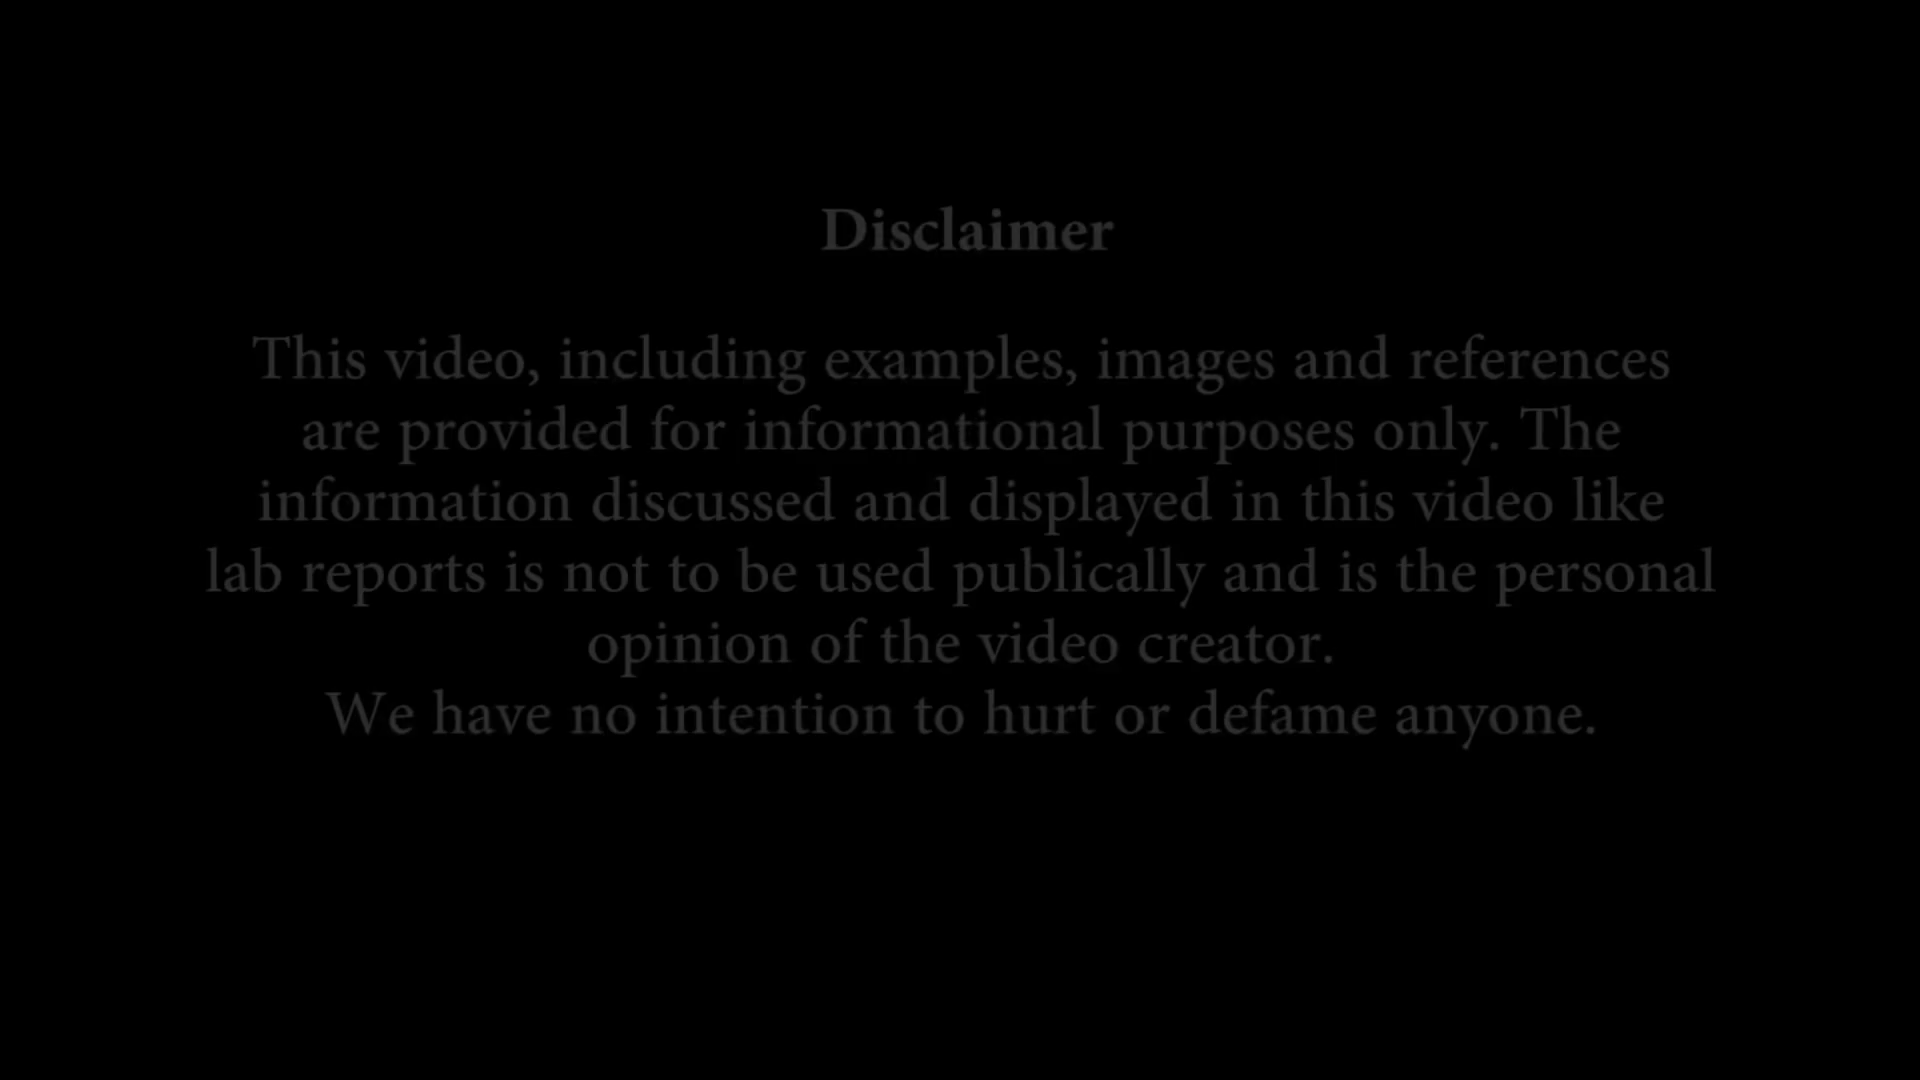 Disclaimer
This video, including examples, images and references
are provided for informational purposes only. The
information discussed and displayed in this video like
lab reports is not to be used publically and is the personal
opinion of the video creator.
We have no intention to hurt or defame anyone.